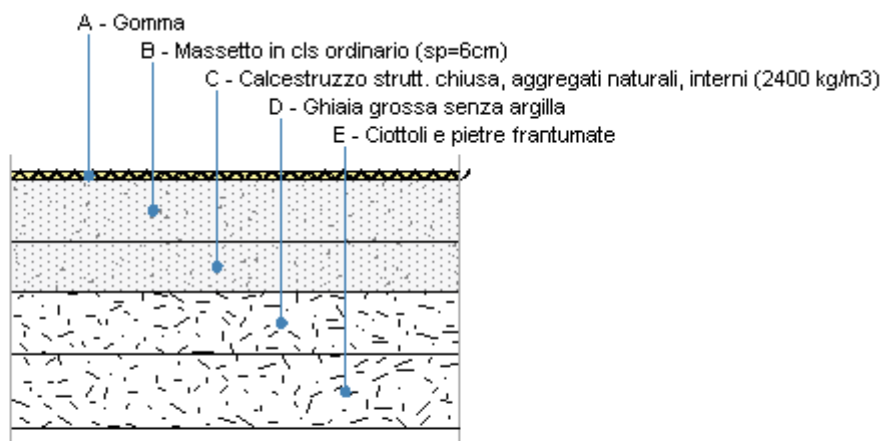 A - Gomma
B - Massetto in cls ordinario (sp=6cm)
C - Calcestruzzo strutt. chiusa, aggregati naturali, interni (2400 kg/m3)
D - Ghiaia grossa senza argilla
E - Ciottoli e pietre frantumate